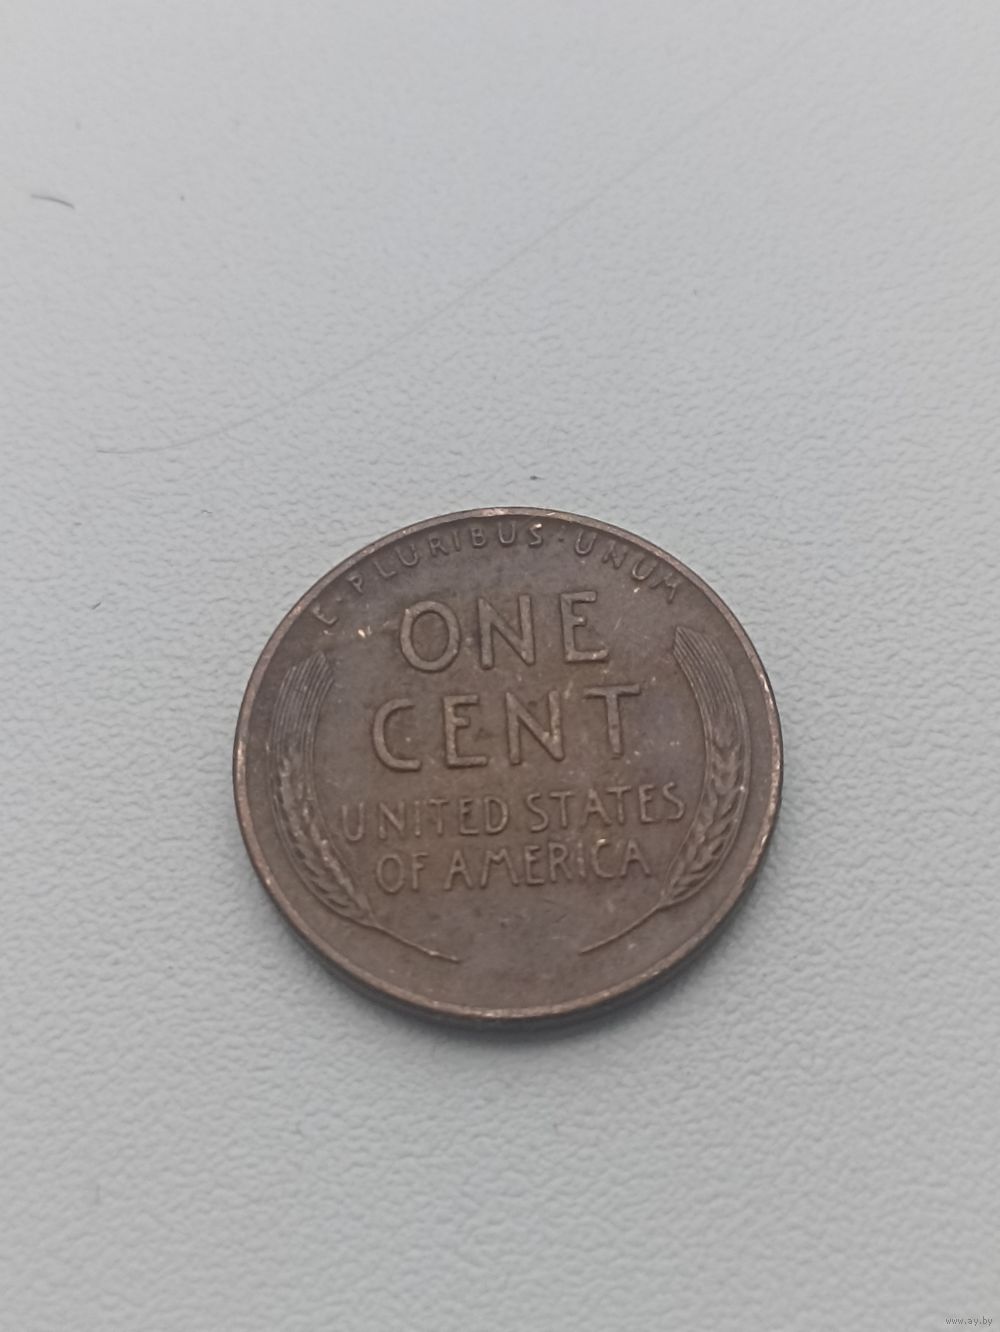 E·PLURIBUS·UNUM
ONE
CENT
UNITED STATES
OF AMERICA
www.ay.by